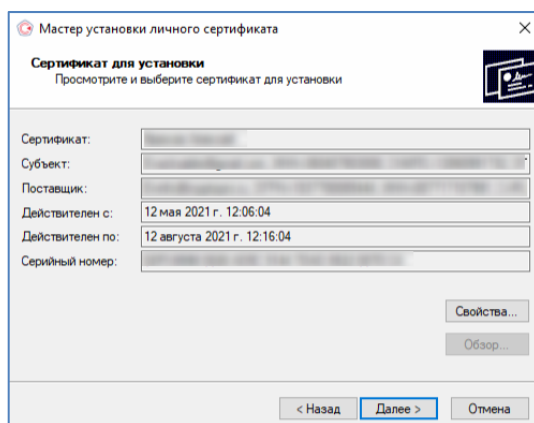 Мастер установки личного сертификата
Сертификат для установки
Просмотрите и выберите сертификат для установки
Сертификат:
Субъект:
Поставщик:
Действителен с: 12 мая 2021 г. 12:06:04
Действителен по: 12 августа 2021 г. 12:16:04
Серийный номер:
Свойства...
Обзор...
< Назад Далее > Отмена